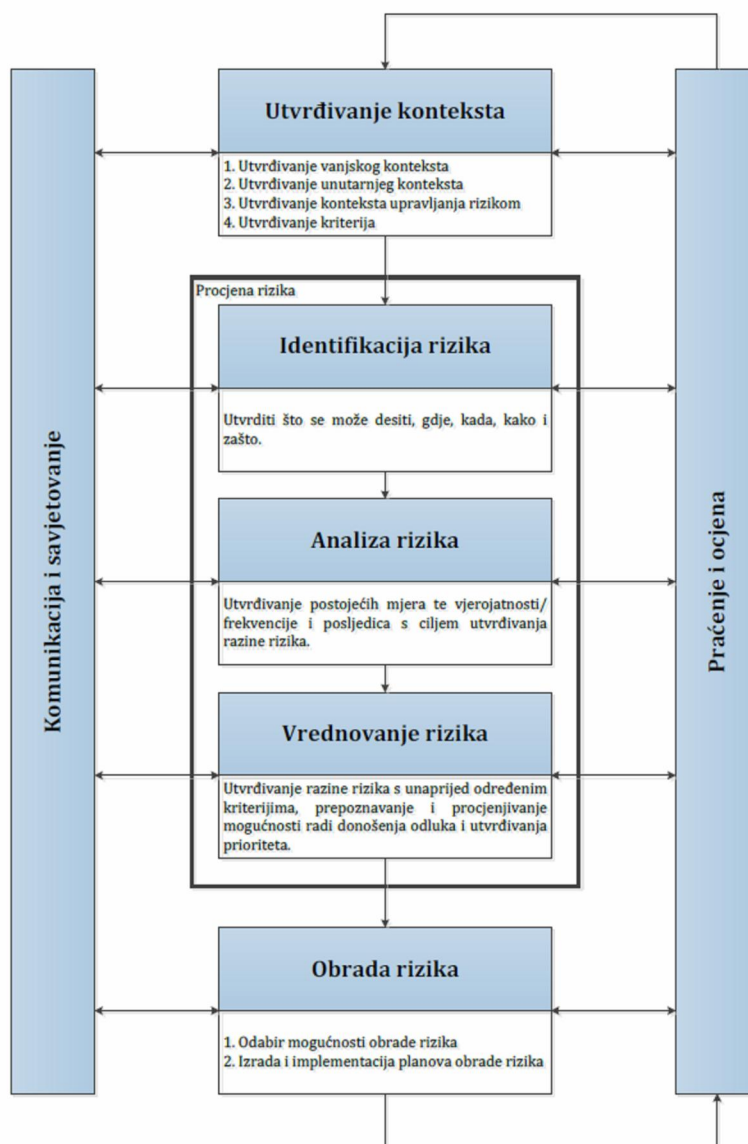 Komunikacija i savjetovanje
Utvrđivanje konteksta
1. Utvrđivanje vanjskog konteksta
2. Utvrđivanje unutarnjeg konteksta
3. Utvrđivanje konteksta upravljanja rizikom
4. Utvrđivanje kriterija
Procjena rizika
Identifikacija rizika
Utvrditi što se može desiti, gdje, kada, kako i
zašto.
Analiza rizika
Utvrđivanje postojećih mjera te vjerojatnosti/
frekvencije i posljedica s ciljem utvrđivanja
razine rizika.
Vrednovanje rizika
Utvrđivanje razine rizika s unaprijed određenim
kriterijima, prepoznavanje i procjenjivanje
mogućnosti radi donošenja odluka i utvrđivanja
prioriteta.
Obrada rizika
1. Odabir mogućnosti obrade rizika
2. Izrada i implementacija planova obrade rizika
Praćenje i ocjena